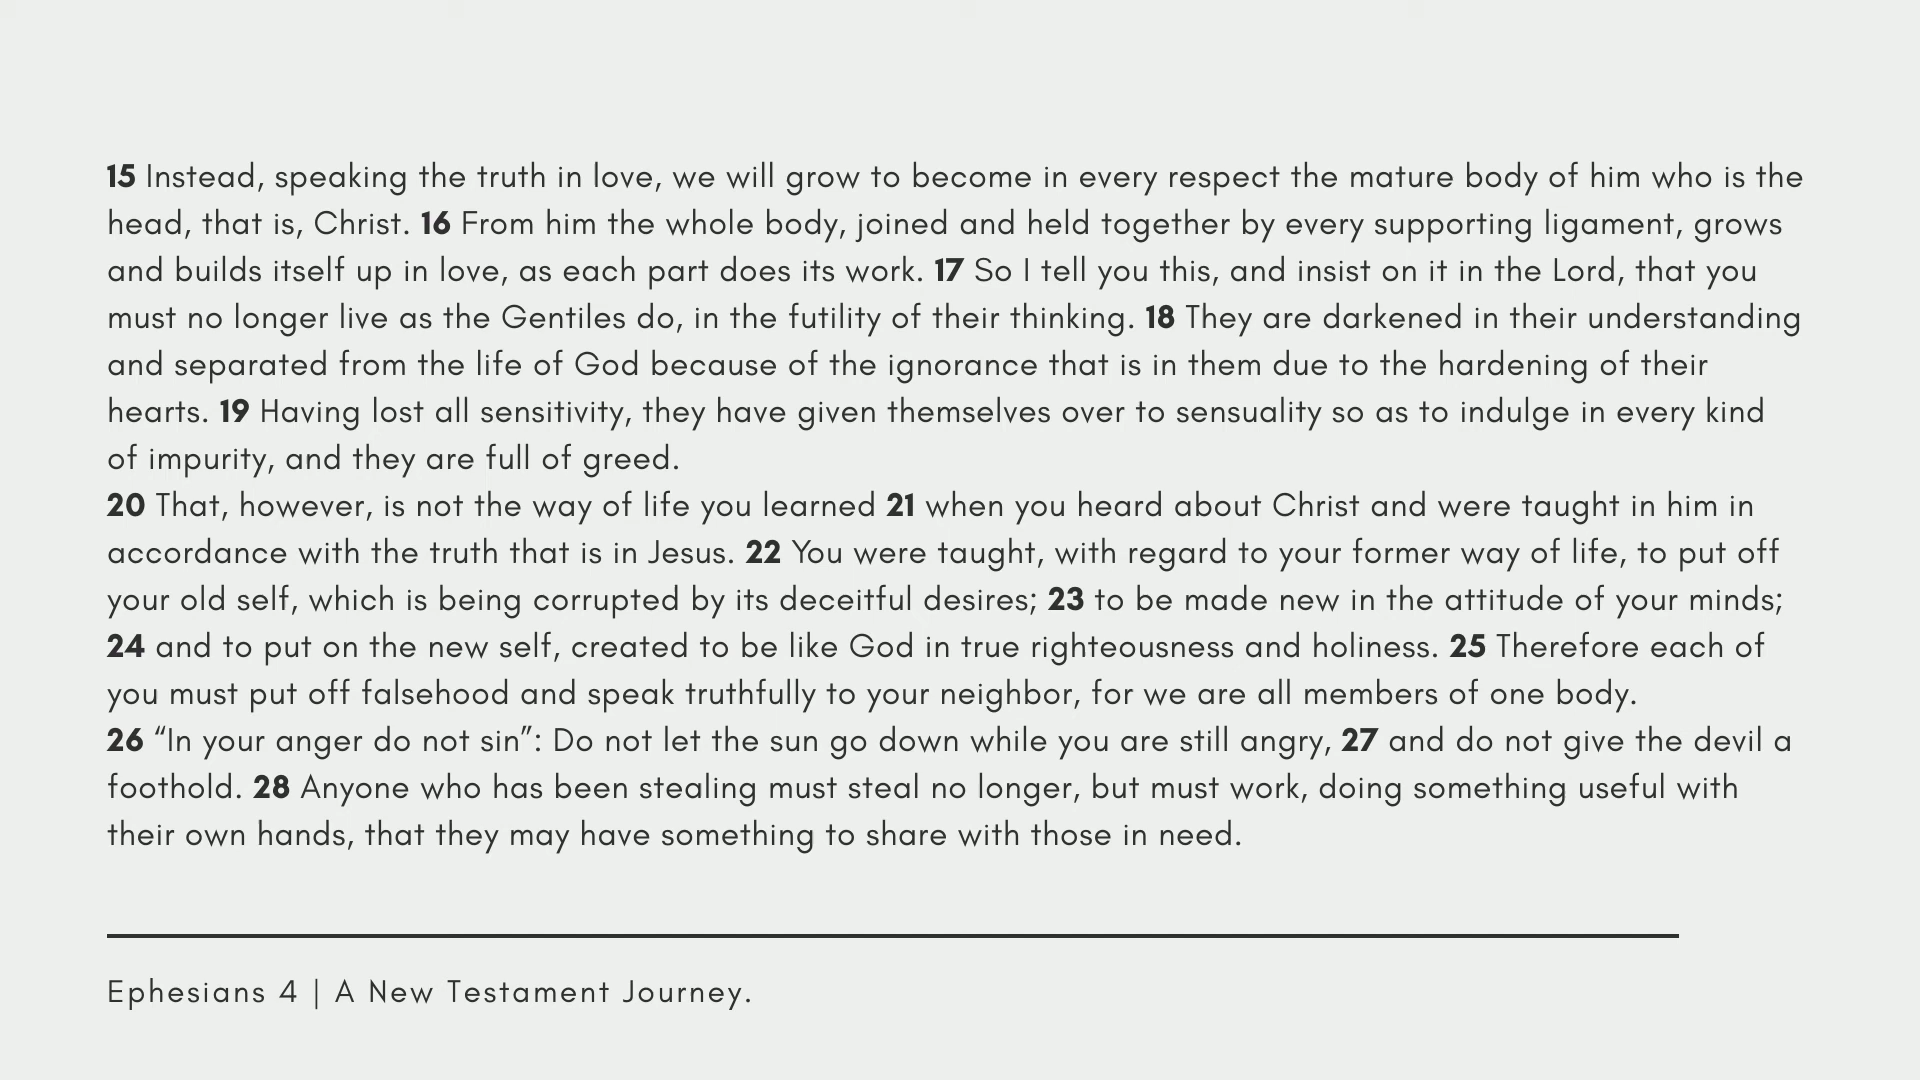 15 Instead, speaking the truth in love, we will grow to become in every respect the mature body of him who is the
head, that is, Christ. 16 From him the whole body, joined and held together by every supporting ligament, grows
and builds itself up in love, as each part does its work. 17 So I tell you this, and insist on it in the Lord, that you
must no longer live as the Gentiles do, in the futility of their thinking. 18 They are darkened in their understanding
and separated from the life of God because of the ignorance that is in them due to the hardening of their
hearts. 19 Having lost all sensitivity, they have given themselves over to sensuality so as to indulge in every kind
of impurity, and they are full of greed.
20 That, however, is not the way of life you learned 21 when you heard about Christ and were taught in him in
accordance with the truth that is in Jesus. 22 You were taught, with regard to your former way of life, to put off
your old self, which is being corrupted by its deceitful desires; 23 to be made new in the attitude of your minds;
24 and to put on the new self, created to be like God in true righteousness and holiness. 25 Therefore each of
you must put off falsehood and speak truthfully to your neighbor, for we are all members of one body.
26 “In your anger do not sin”: Do not let the sun go down while you are still angry, 27 and do not give the devil a
foothold. 28 Anyone who has been stealing must steal no longer, but must work, doing something useful with
their own hands, that they may have something to share with those in need.
Ephesians 4 | A New Testament Journey.